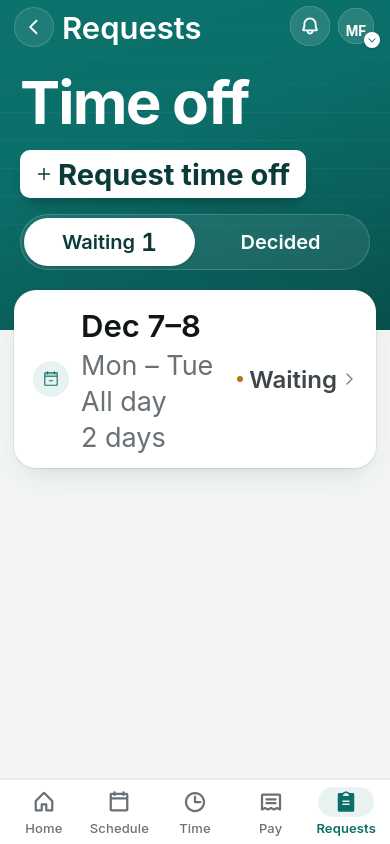 Requests
MF
Time off
+ Request time off
Waiting 1
Decided
Dec 7–8
Mon – Tue
All day
2 days
Waiting
Home
Schedule
Time
Pay
Requests